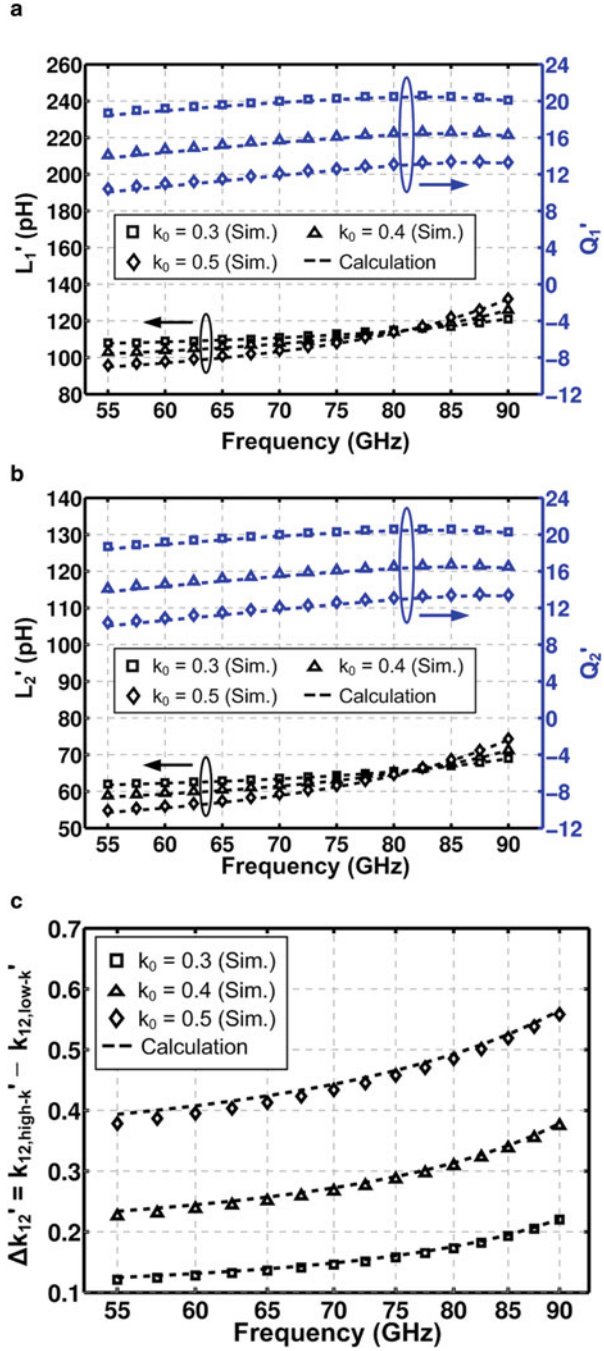 a
260
240
220
200
180
160
140
120
100
80
L₁' (pH)
24
20
16
12
8
4
0
−4
−8
−12
Q₁'
k₀ = 0.3 (Sim.)
k₀ = 0.4 (Sim.)
k₀ = 0.5 (Sim.)
Calculation
55 60 65 70 75 80 85 90
Frequency (GHz)
b
140
130
120
110
100
90
80
70
60
50
L₂' (pH)
24
20
16
12
8
4
0
−4
−8
−12
Q₂'
k₀ = 0.3 (Sim.)
k₀ = 0.4 (Sim.)
k₀ = 0.5 (Sim.)
Calculation
55 60 65 70 75 80 85 90
Frequency (GHz)
c
0.7
0.6
0.5
0.4
0.3
0.2
0.1
Δk₁₂' = k₁₂,high-k' − k₁₂,low-k'
k₀ = 0.3 (Sim.)
k₀ = 0.4 (Sim.)
k₀ = 0.5 (Sim.)
Calculation
55 60 65 70 75 80 85 90
Frequency (GHz)